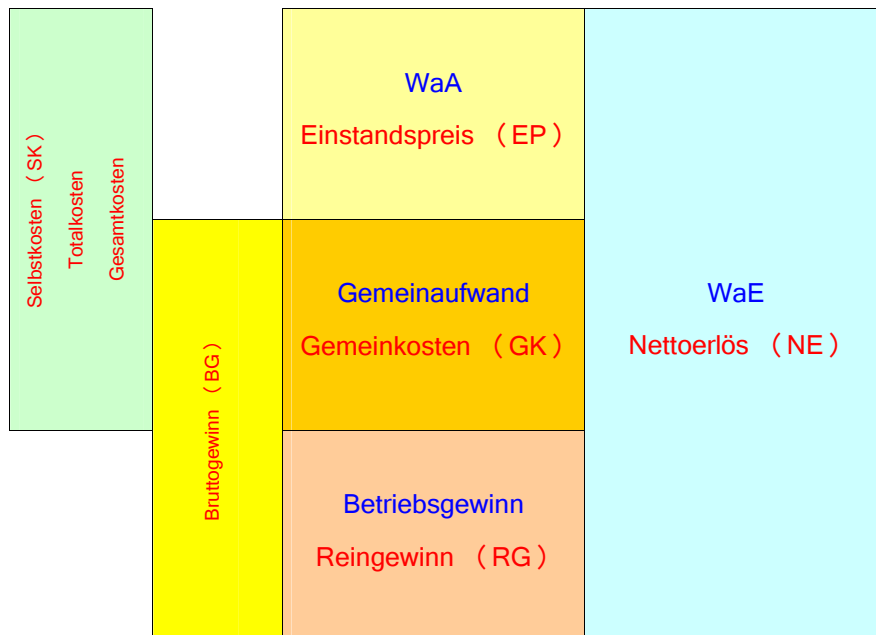 Selbstkosten (SK)
Totalkosten
Gesamtkosten
Bruttogewinn (BG)
WaA
Einstandspreis (EP)
Gemeinaufwand
Gemeinkosten (GK)
Betriebsgewinn
Reingewinn (RG)
WaE
Nettoerlös (NE)